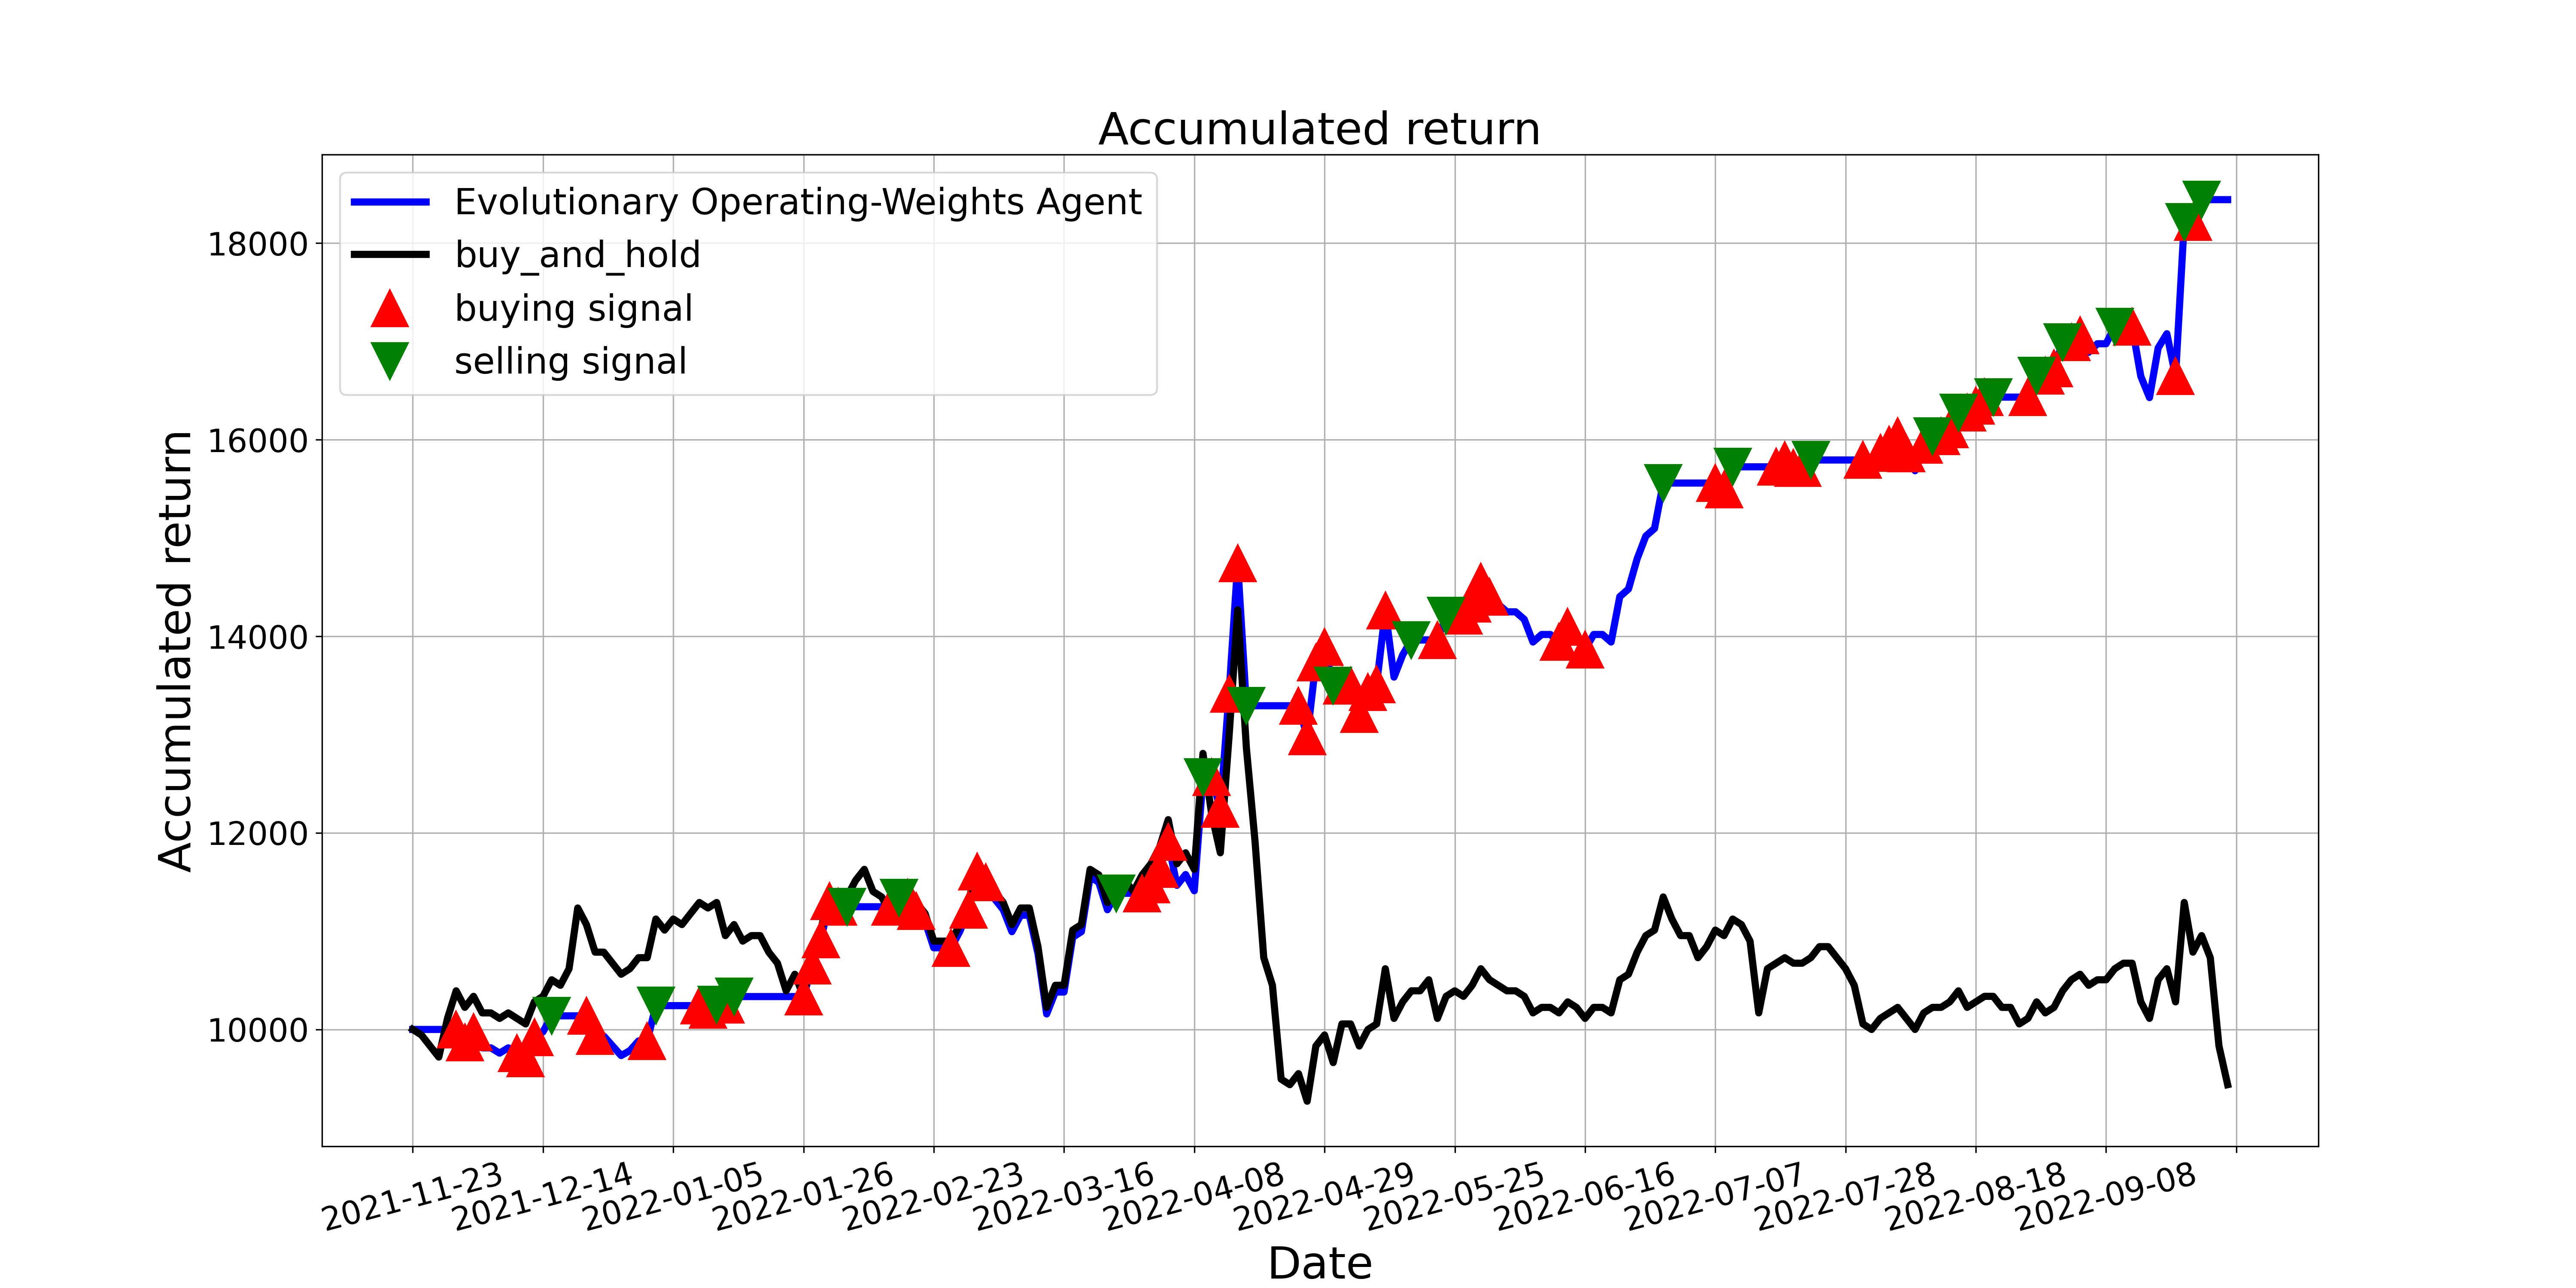 Accumulated return
Evolutionary Operating-Weights Agent
buy_and_hold
buying signal
selling signal
Accumulated return
18000
16000
14000
12000
10000
2021-11-23
2021-12-14
2022-01-05
2022-01-26
2022-02-23
2022-03-16
2022-04-08
2022-04-29
2022-05-25
2022-06-16
2022-07-07
2022-07-28
2022-08-18
2022-09-08
Date